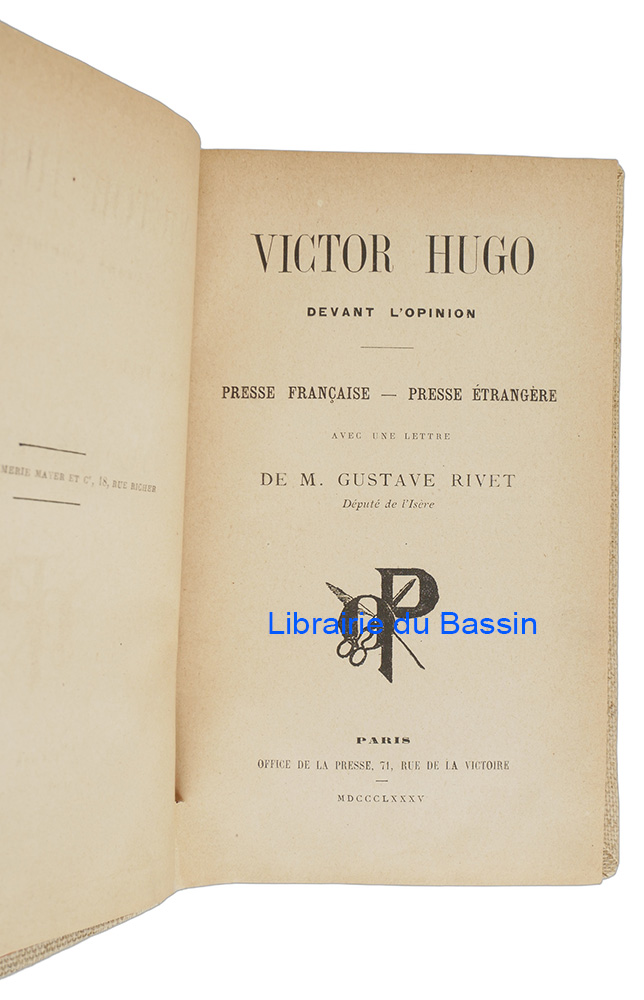 MERIE MAYER ET Cie, 18, RUE RICHER
VICTOR HUGO
DEVANT L'OPINION
PRESSE FRANÇAISE — PRESSE ÉTRANGÈRE
AVEC UNE LETTRE
DE M. GUSTAVE RIVET
Député de l'Isère
OP
Librairie du Bassin
PARIS
OFFICE DE LA PRESSE, 71, RUE DE LA VICTOIRE
MDCCCLXXXV